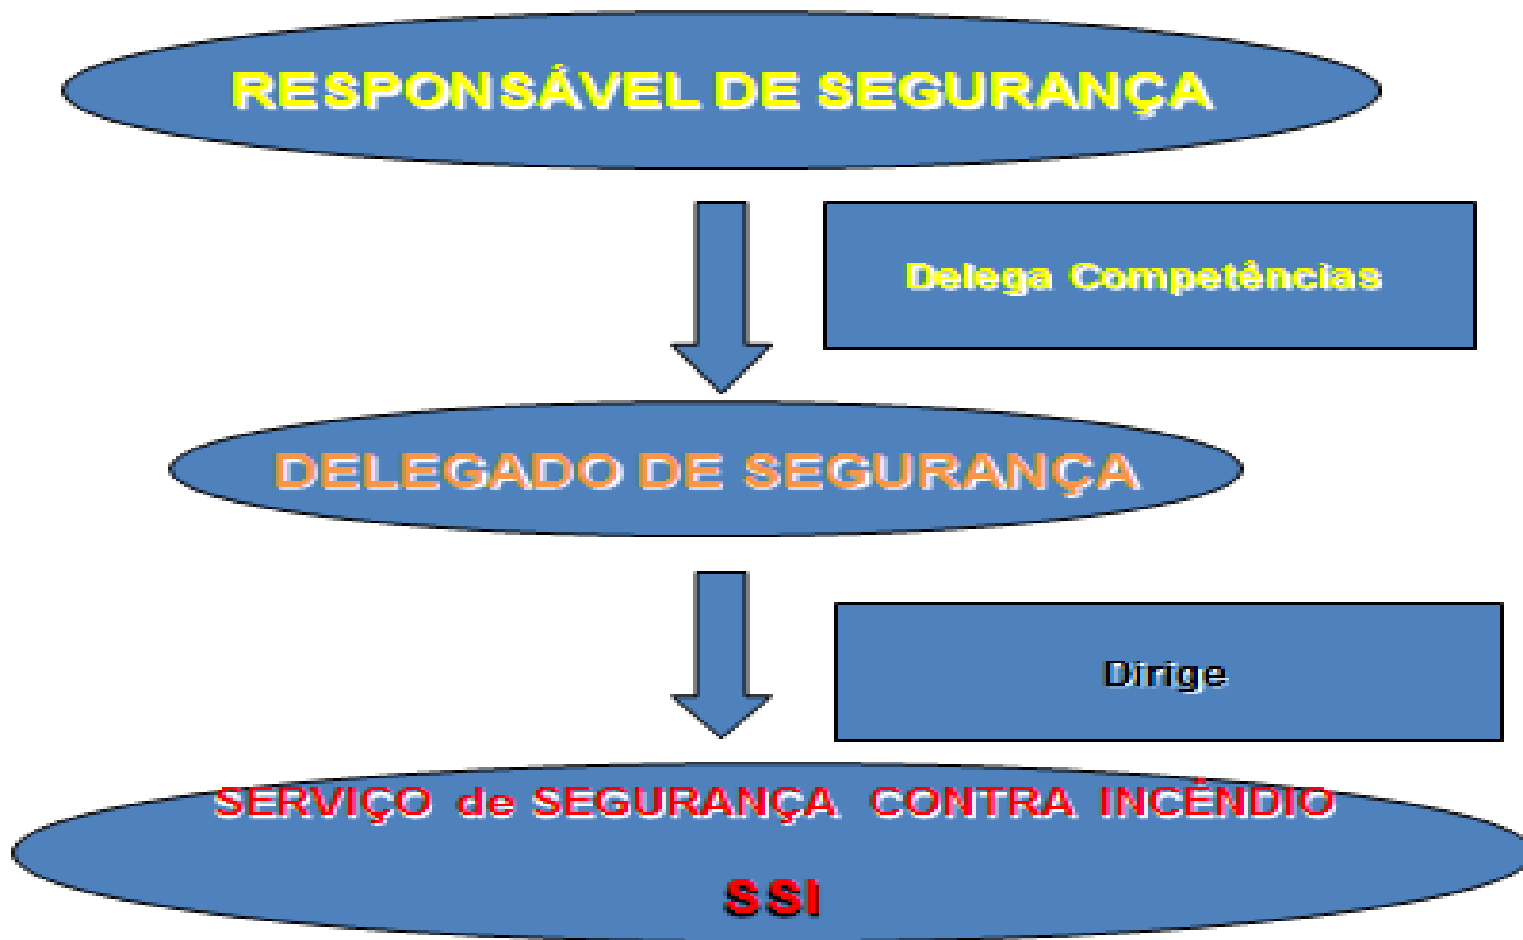 RESPONSÁVEL DE SEGURANÇA
Delega Competências
DELEGADO DE SEGURANÇA
Dirige
SERVIÇO de SEGURANÇA CONTRA INCÊNDIO
SSI